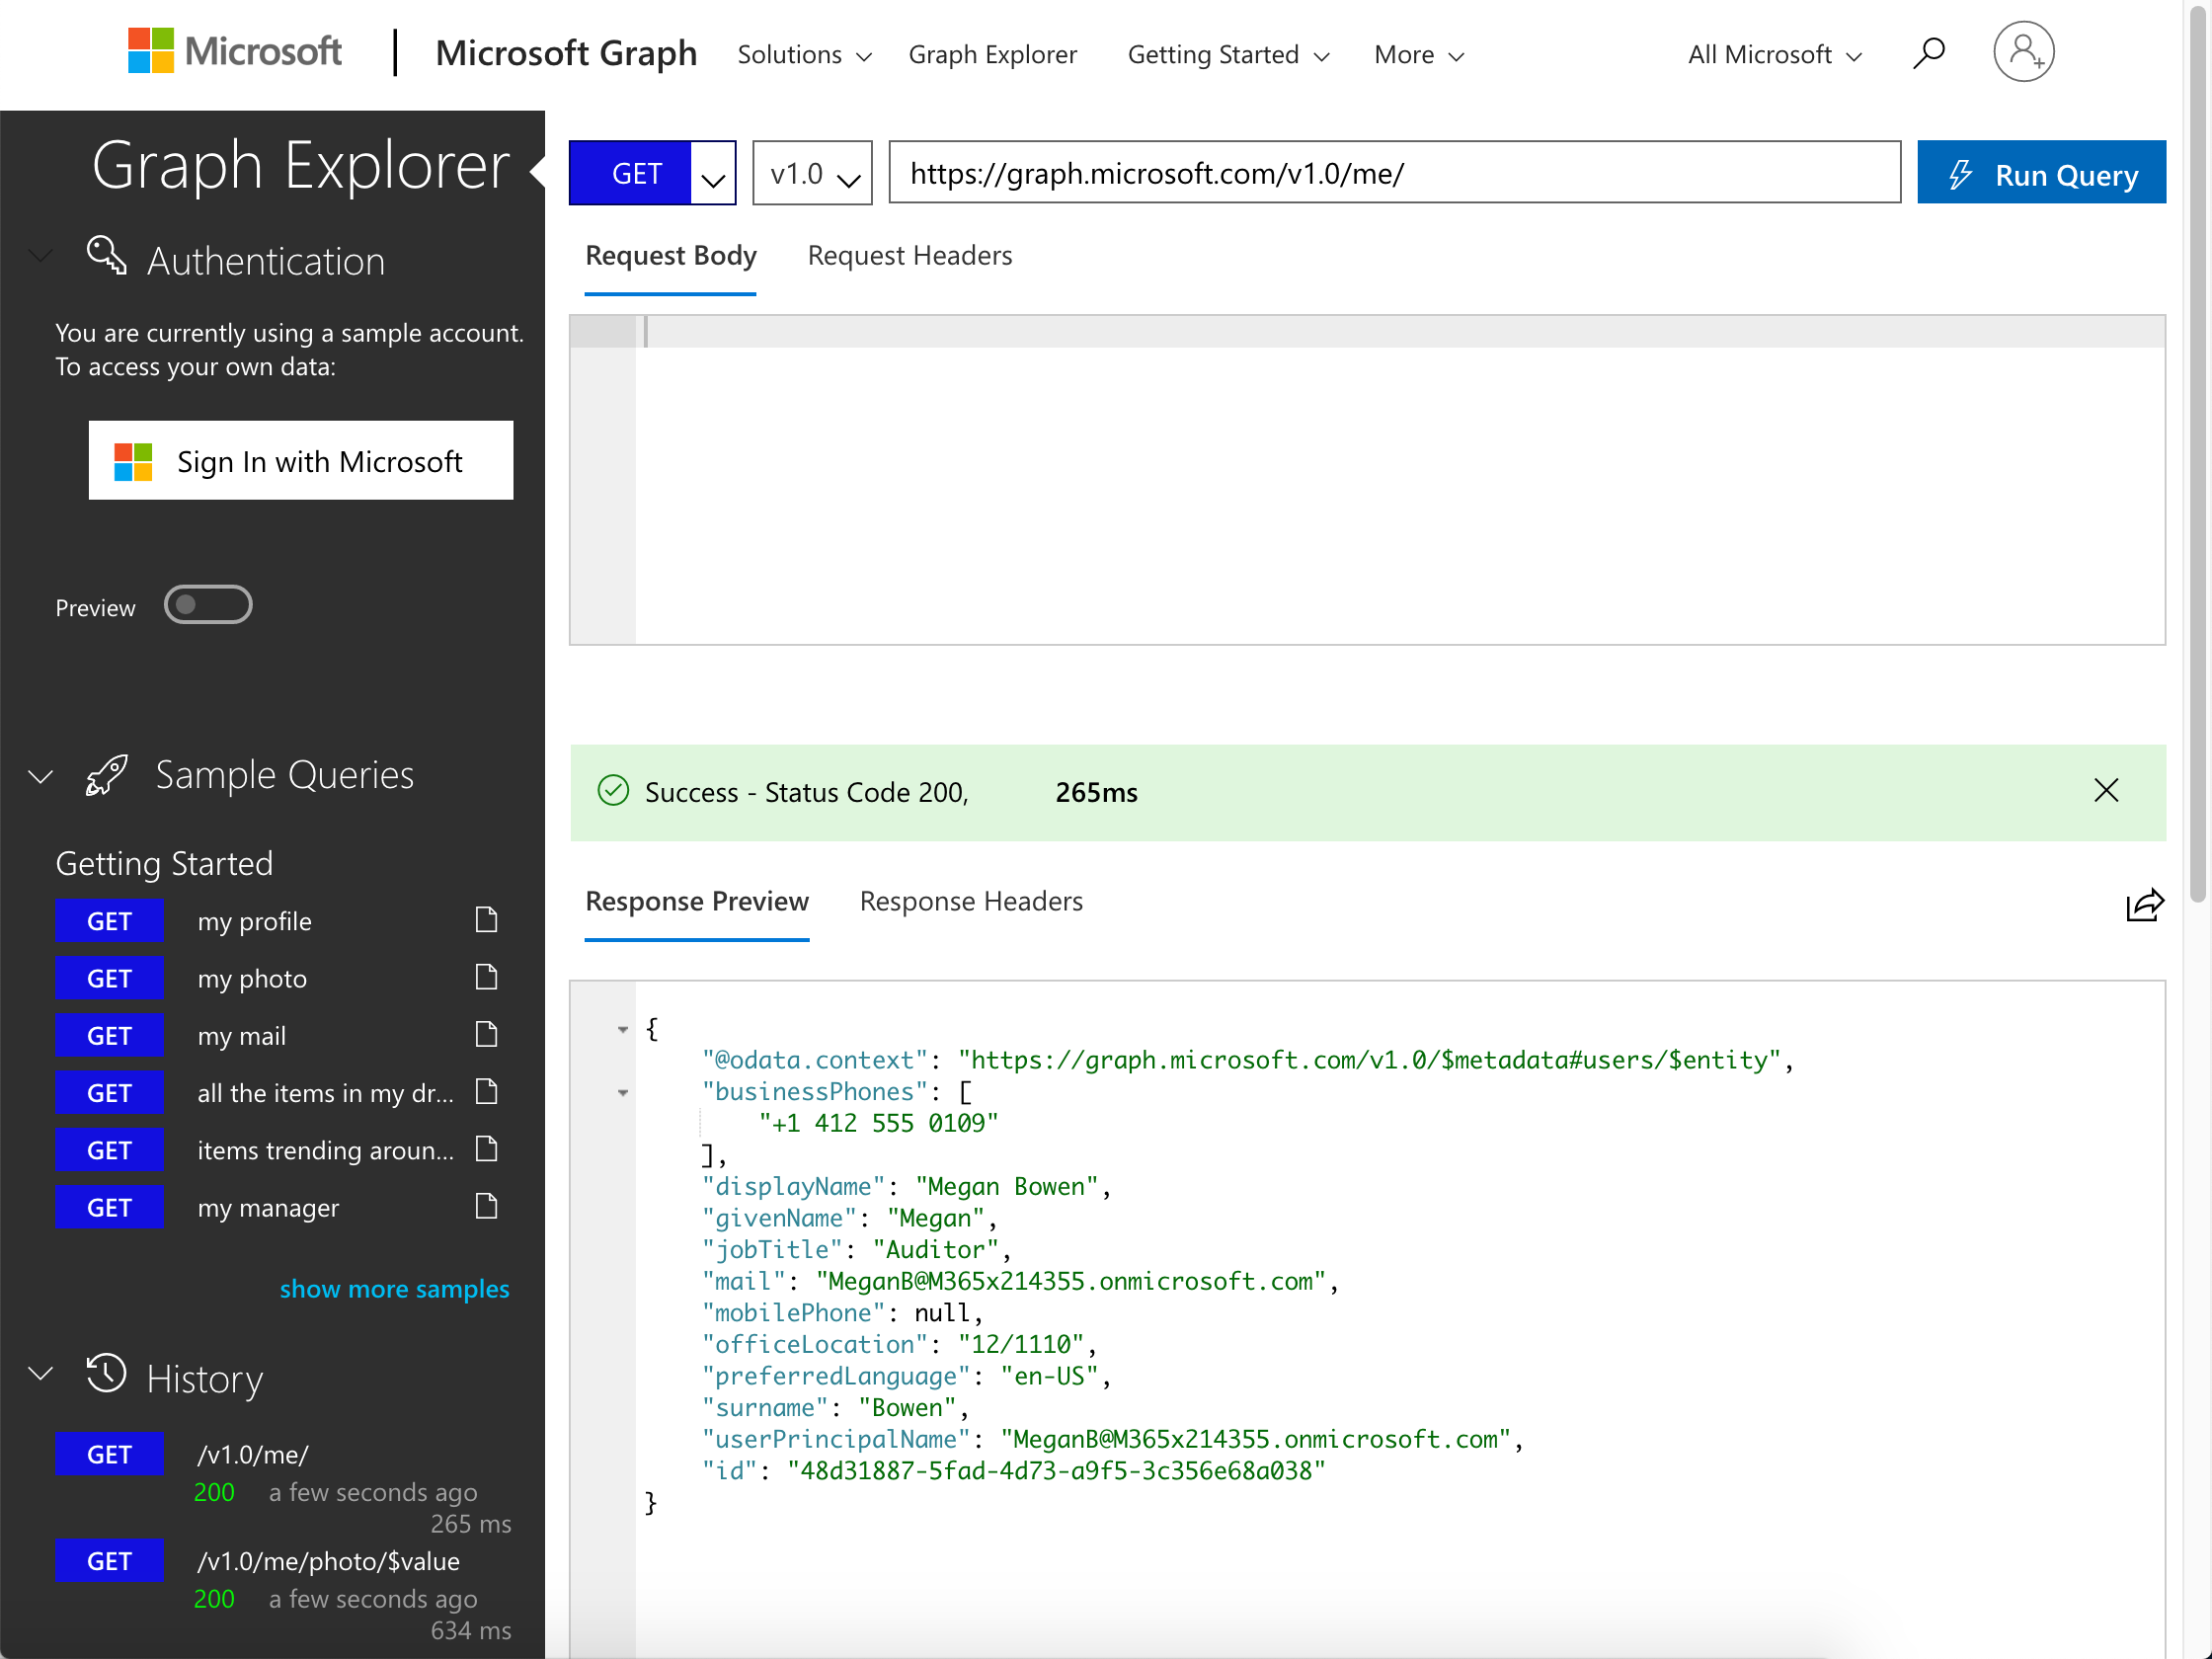 Microsoft
Microsoft Graph
Solutions
Graph Explorer
Getting Started
More
All Microsoft
Graph Explorer
Authentication
You are currently using a sample account.
To access your own data:
Sign In with Microsoft
Preview
Sample Queries
Getting Started
GET my profile
GET my photo
GET my mail
GET all the items in my dr...
GET items trending aroun...
GET my manager
show more samples
History
GET /v1.0/me/
200 a few seconds ago
265 ms
GET /v1.0/me/photo/$value
200 a few seconds ago
634 ms
GET v1.0 https://graph.microsoft.com/v1.0/me/ Run Query
Request Body Request Headers
Success - Status Code 200, 265ms
Response Preview Response Headers
{
"@odata.context": "https://graph.microsoft.com/v1.0/$metadata#users/$entity",
"businessPhones": [
"+1 412 555 0109"
],
"displayName": "Megan Bowen",
"givenName": "Megan",
"jobTitle": "Auditor",
"mail": "MeganB@M365x214355.onmicrosoft.com",
"mobilePhone": null,
"officeLocation": "12/1110",
"preferredLanguage": "en-US",
"surname": "Bowen",
"userPrincipalName": "MeganB@M365x214355.onmicrosoft.com",
"id": "48d31887-5fad-4d73-a9f5-3c356e68a038"
}